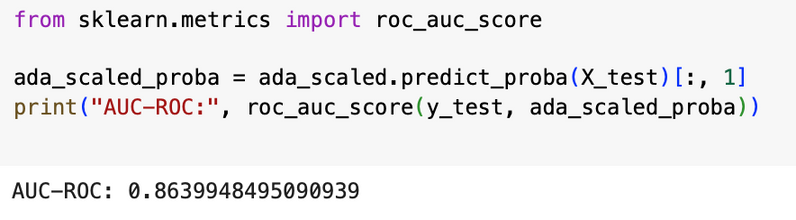 from sklearn.metrics import roc_auc_score
ada_scaled_proba = ada_scaled.predict_proba(X_test)[:, 1]
print("AUC-ROC:", roc_auc_score(y_test, ada_scaled_proba))
AUC-ROC: 0.8639948495090939